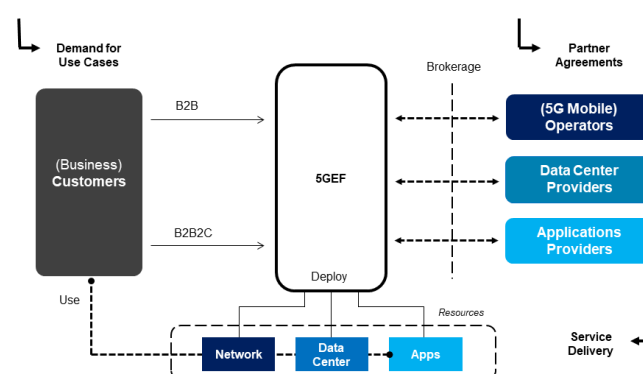 Demand for
Use Cases
Partner
Agreements
Brokerage
B2B
(5G Mobile)
Operators
(Business)
Customers
5GEF
Data Center
Providers
B2B2C
Applications
Providers
Deploy
Use
Resources
Network
Data
Center
Apps
Service
Delivery